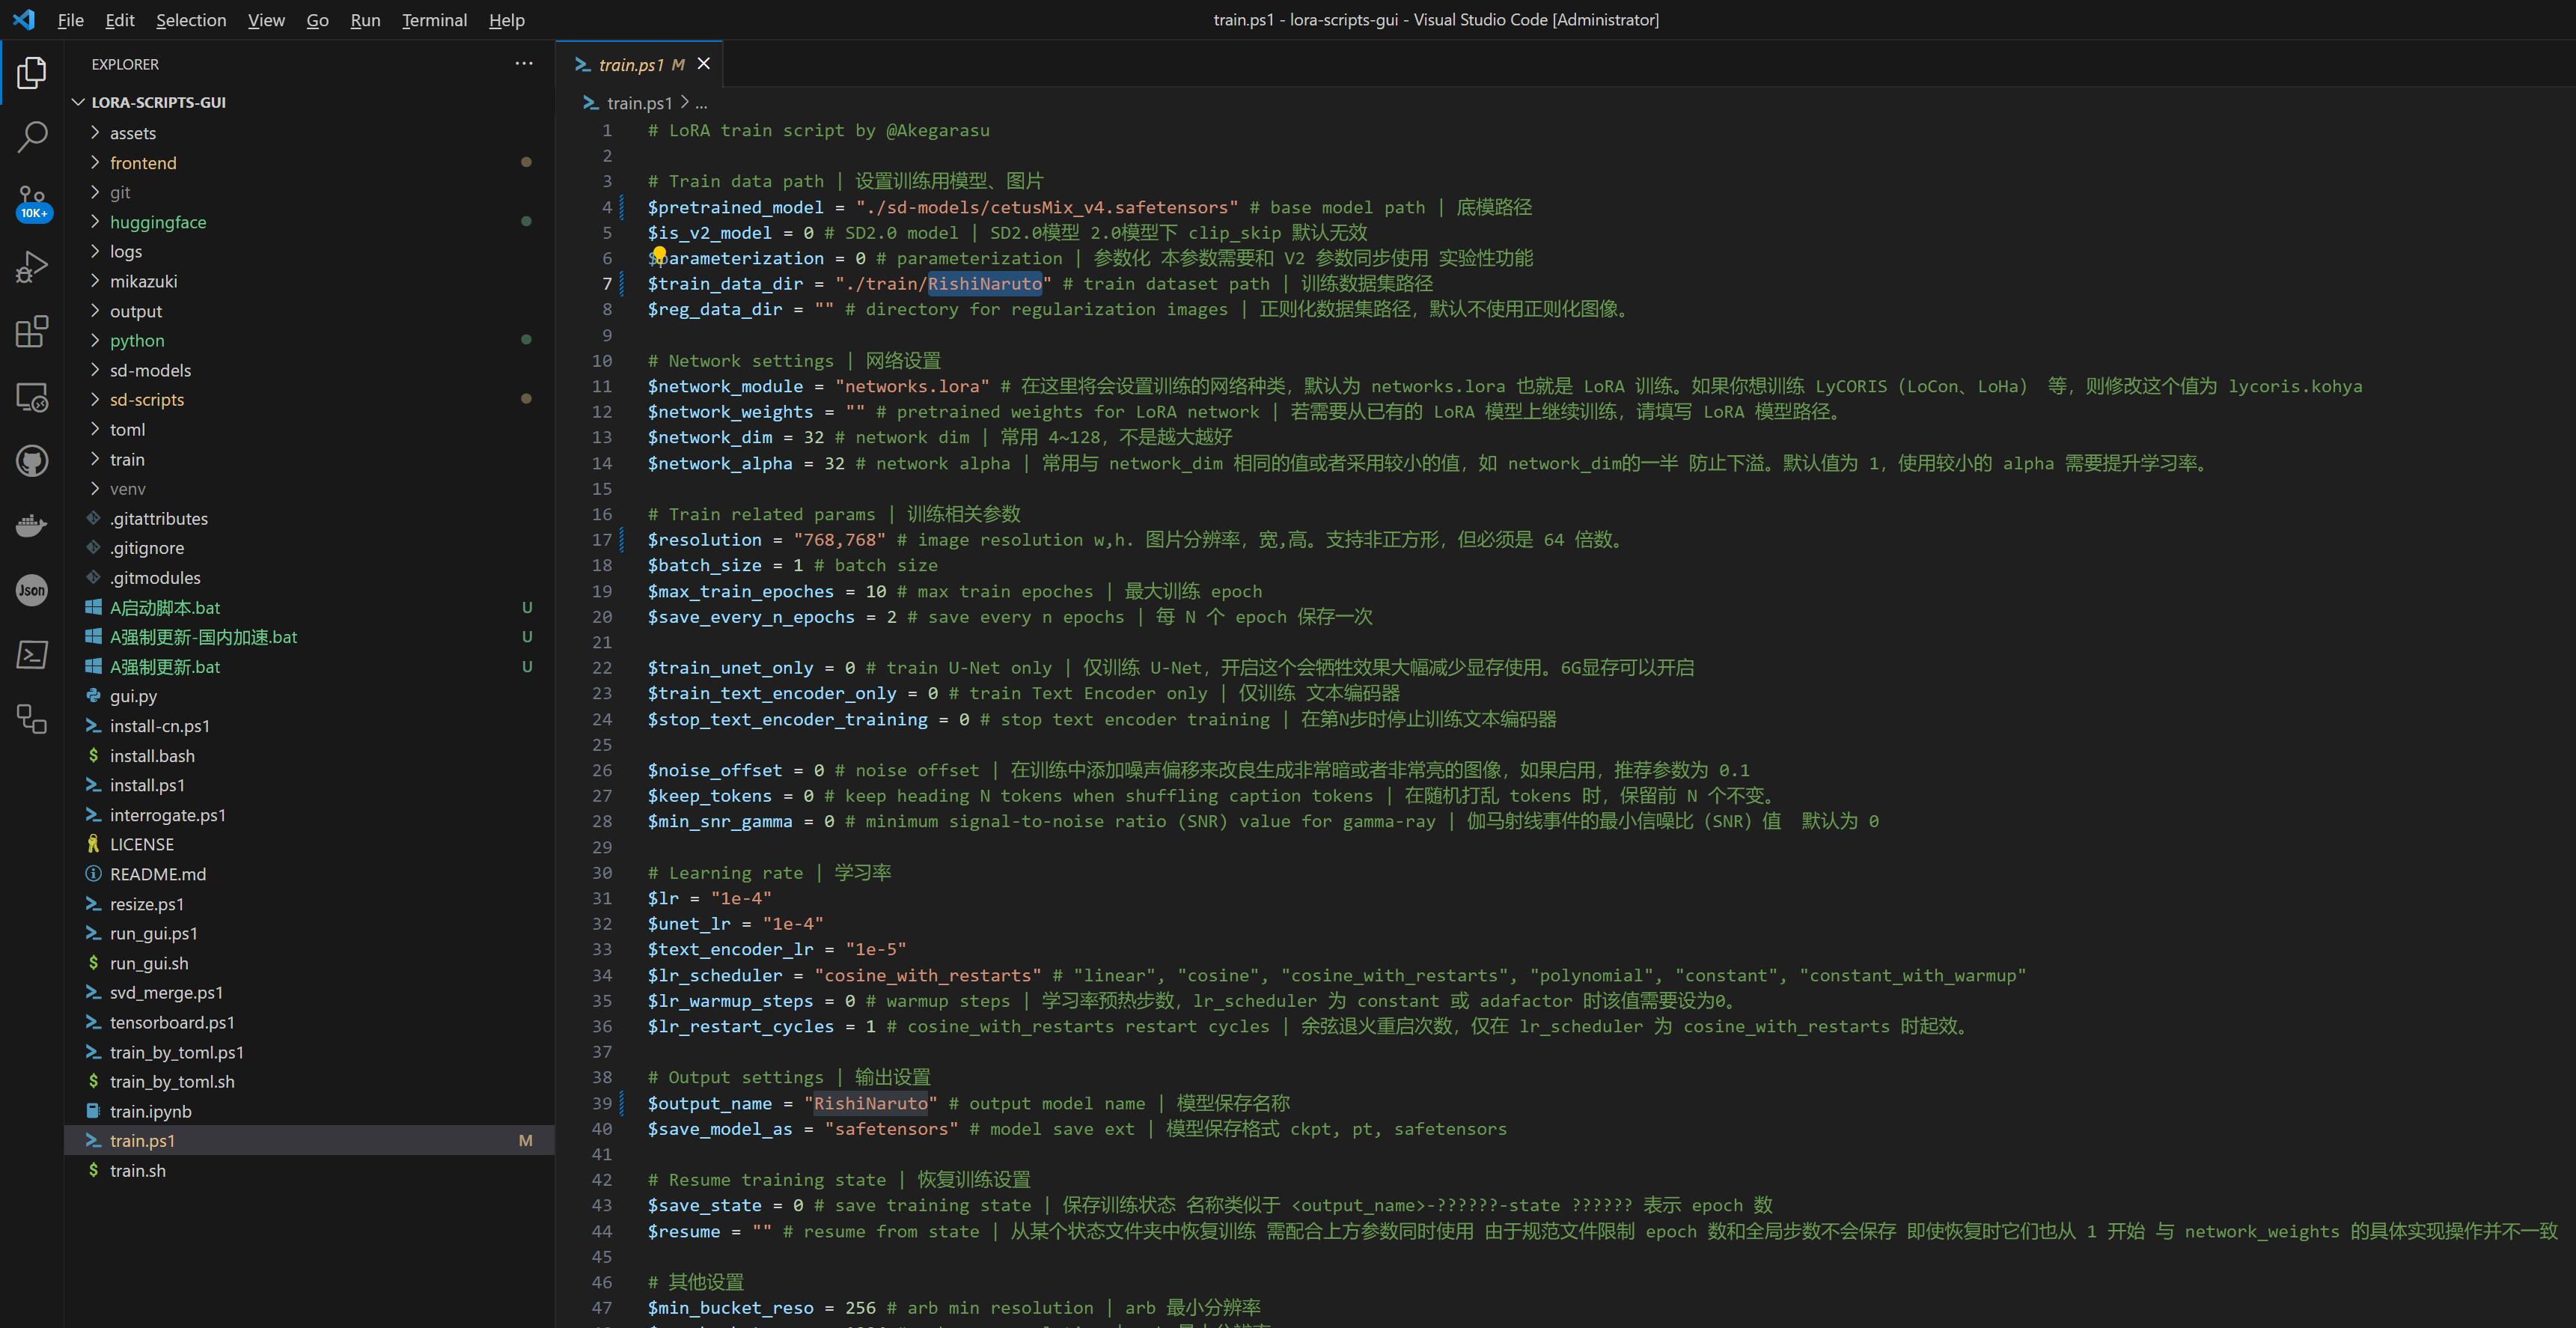 File Edit Selection View Go Run Terminal Help
train.ps1 - lora-scripts-gui - Visual Studio Code [Administrator]
EXPLORER
LORA-SCRIPTS-GUI
assets
frontend
git
huggingface
logs
mikazuki
output
python
sd-models
sd-scripts
toml
train
venv
.gitattributes
.gitignore
.gitmodules
A启动脚本.bat U
A强制更新-国内加速.bat U
A强制更新.bat U
gui.py
install-cn.ps1
install.bash
install.ps1
interrogate.ps1
LICENSE
README.md
resize.ps1
run_gui.ps1
run_gui.sh
svd_merge.ps1
tensorboard.ps1
train_by_toml.ps1
train_by_toml.sh
train.ipynb
train.ps1 M
train.sh
10K+
Json
train.ps1 M
train.ps1 > ...
1 # LoRA train script by @Akegarasu
2
3 # Train data path | 设置训练用模型、图片
4 $pretrained_model = "./sd-models/cetusMix_v4.safetensors" # base model path | 底模路径
5 $is_v2_model = 0 # SD2.0 model | SD2.0模型 2.0模型下 clip_skip 默认无效
6 $parameterization = 0 # parameterization | 参数化 本参数需要和 V2 参数同步使用 实验性功能
7 $train_data_dir = "./train/RishiNaruto" # train dataset path | 训练数据集路径
8 $reg_data_dir = "" # directory for regularization images | 正则化数据集路径，默认不使用正则化图像。
9
10 # Network settings | 网络设置
11 $network_module = "networks.lora" # 在这里将会设置训练的网络种类，默认为 networks.lora 也就是 LoRA 训练。如果你想训练 LyCORIS（LoCon、LoHa） 等，则修改这个值为 lycoris.kohya
12 $network_weights = "" # pretrained weights for LoRA network | 若需要从已有的 LoRA 模型上继续训练，请填写 LoRA 模型路径。
13 $network_dim = 32 # network dim | 常用 4~128，不是越大越好
14 $network_alpha = 32 # network alpha | 常用与 network_dim 相同的值或者采用较小的值，如 network_dim的一半 防止下溢。默认值为 1，使用较小的 alpha 需要提升学习率。
15
16 # Train related params | 训练相关参数
17 $resolution = "768,768" # image resolution w,h. 图片分辨率，宽,高。支持非正方形，但必须是 64 倍数。
18 $batch_size = 1 # batch size
19 $max_train_epoches = 10 # max train epoches | 最大训练 epoch
20 $save_every_n_epochs = 2 # save every n epochs | 每 N 个 epoch 保存一次
21
22 $train_unet_only = 0 # train U-Net only | 仅训练 U-Net，开启这个会牺牲效果大幅减少显存使用。6G显存可以开启
23 $train_text_encoder_only = 0 # train Text Encoder only | 仅训练 文本编码器
24 $stop_text_encoder_training = 0 # stop text encoder training | 在第N步时停止训练文本编码器
25
26 $noise_offset = 0 # noise offset | 在训练中添加噪声偏移来改良生成非常暗或者非常亮的图像，如果启用，推荐参数为 0.1
27 $keep_tokens = 0 # keep heading N tokens when shuffling caption tokens | 在随机打乱 tokens 时，保留前 N 个不变。
28 $min_snr_gamma = 0 # minimum signal-to-noise ratio (SNR) value for gamma-ray | 伽马射线事件的最小信噪比（SNR）值  默认为 0
29
30 # Learning rate | 学习率
31 $lr = "1e-4"
32 $unet_lr = "1e-4"
33 $text_encoder_lr = "1e-5"
34 $lr_scheduler = "cosine_with_restarts" # "linear", "cosine", "cosine_with_restarts", "polynomial", "constant", "constant_with_warmup"
35 $lr_warmup_steps = 0 # warmup steps | 学习率预热步数，lr_scheduler 为 constant 或 adafactor 时该值需要设为0。
36 $lr_restart_cycles = 1 # cosine_with_restarts restart cycles | 余弦退火重启次数，仅在 lr_scheduler 为 cosine_with_restarts 时起效。
37
38 # Output settings | 输出设置
39 $output_name = "RishiNaruto" # output model name | 模型保存名称
40 $save_model_as = "safetensors" # model save ext | 模型保存格式 ckpt, pt, safetensors
41
42 # Resume training state | 恢复训练设置
43 $save_state = 0 # save training state | 保存训练状态 名称类似于 <output_name>-??????-state ?????? 表示 epoch 数
44 $resume = "" # resume from state | 从某个状态文件夹中恢复训练 需配合上方参数同时使用 由于规范文件限制 epoch 数和全局步数不会保存 即使恢复时它们也从 1 开始 与 network_weights 的具体实现操作并不一致
45
46 # 其他设置
47 $min_bucket_reso = 256 # arb min resolution | arb 最小分辨率